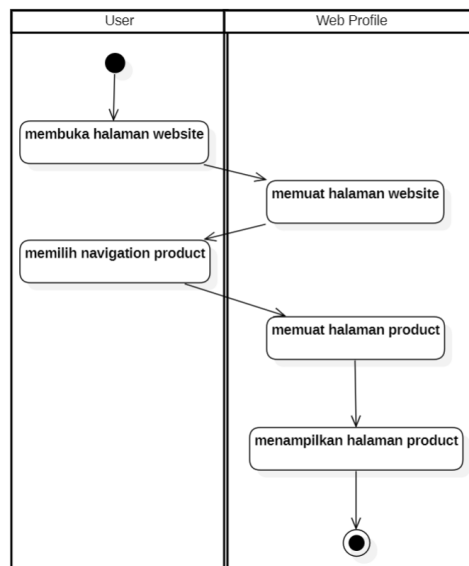 User
Web Profile
membuka halaman website
memuat halaman website
memilih navigation product
memuat halaman product
menampilkan halaman product